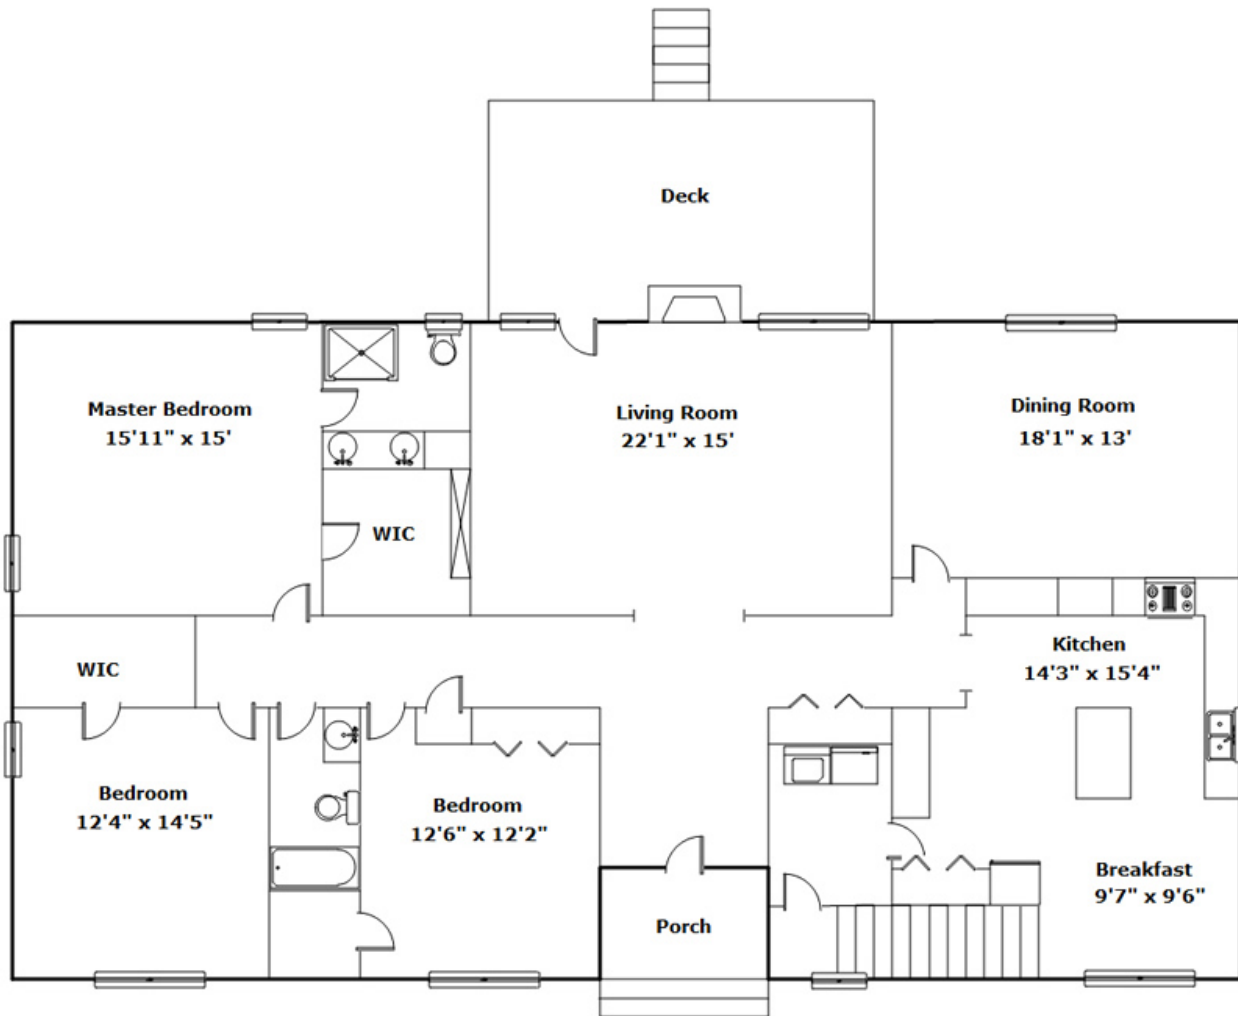 Deck
Master Bedroom
15'11" x 15'
Living Room
22'1" x 15'
Dining Room
18'1" x 13'
WIC
WIC
Kitchen
14'3" x 15'4"
Bedroom
12'4" x 14'5"
Bedroom
12'6" x 12'2"
Breakfast
9'7" x 9'6"
Porch